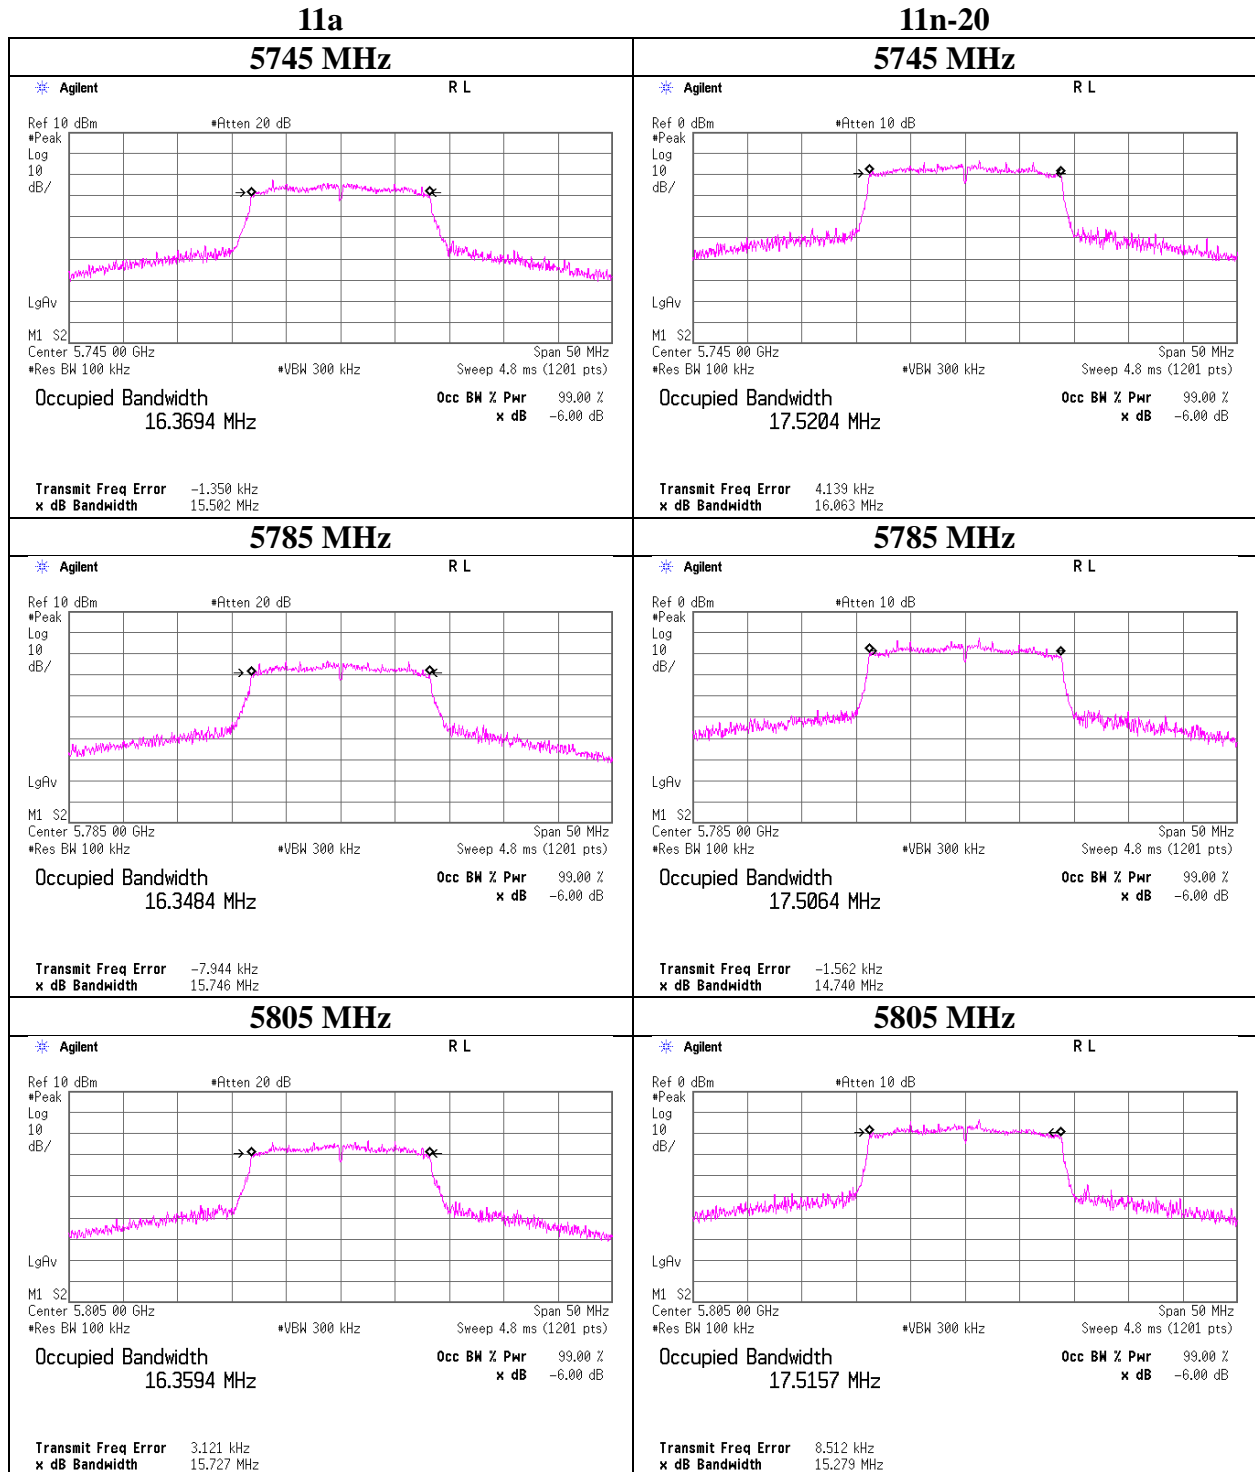 11a 11n-20
5745 MHz 5745 MHz
Agilent R L
Ref 10 dBm #Atten 20 dB
#Peak
Log
10
dB/
LgAv
M1 S2
Center 5.745 00 GHz Span 50 MHz
#Res BW 100 kHz #VBW 300 kHz Sweep 4.8 ms (1201 pts)
Occupied Bandwidth Occ BW % Pwr 99.00 %
16.3694 MHz x dB -6.00 dB
Transmit Freq Error -1.350 kHz
x dB Bandwidth 15.502 MHz
Agilent R L
Ref 0 dBm #Atten 10 dB
#Peak
Log
10
dB/
LgAv
M1 S2
Center 5.745 00 GHz Span 50 MHz
#Res BW 100 kHz #VBW 300 kHz Sweep 4.8 ms (1201 pts)
Occupied Bandwidth Occ BW % Pwr 99.00 %
17.5204 MHz x dB -6.00 dB
Transmit Freq Error 4.139 kHz
x dB Bandwidth 16.063 MHz
5785 MHz 5785 MHz
Agilent R L
Ref 10 dBm #Atten 20 dB
#Peak
Log
10
dB/
LgAv
M1 S2
Center 5.785 00 GHz Span 50 MHz
#Res BW 100 kHz #VBW 300 kHz Sweep 4.8 ms (1201 pts)
Occupied Bandwidth Occ BW % Pwr 99.00 %
16.3484 MHz x dB -6.00 dB
Transmit Freq Error -7.944 kHz
x dB Bandwidth 15.746 MHz
Agilent R L
Ref 0 dBm #Atten 10 dB
#Peak
Log
10
dB/
LgAv
M1 S2
Center 5.785 00 GHz Span 50 MHz
#Res BW 100 kHz #VBW 300 kHz Sweep 4.8 ms (1201 pts)
Occupied Bandwidth Occ BW % Pwr 99.00 %
17.5064 MHz x dB -6.00 dB
Transmit Freq Error -1.562 kHz
x dB Bandwidth 14.740 MHz
5805 MHz 5805 MHz
Agilent R L
Ref 10 dBm #Atten 20 dB
#Peak
Log
10
dB/
LgAv
M1 S2
Center 5.805 00 GHz Span 50 MHz
#Res BW 100 kHz #VBW 300 kHz Sweep 4.8 ms (1201 pts)
Occupied Bandwidth Occ BW % Pwr 99.00 %
16.3594 MHz x dB -6.00 dB
Transmit Freq Error 3.121 kHz
x dB Bandwidth 15.727 MHz
Agilent R L
Ref 0 dBm #Atten 10 dB
#Peak
Log
10
dB/
LgAv
M1 S2
Center 5.805 00 GHz Span 50 MHz
#Res BW 100 kHz #VBW 300 kHz Sweep 4.8 ms (1201 pts)
Occupied Bandwidth Occ BW % Pwr 99.00 %
17.5157 MHz x dB -6.00 dB
Transmit Freq Error 8.512 kHz
x dB Bandwidth 15.279 MHz